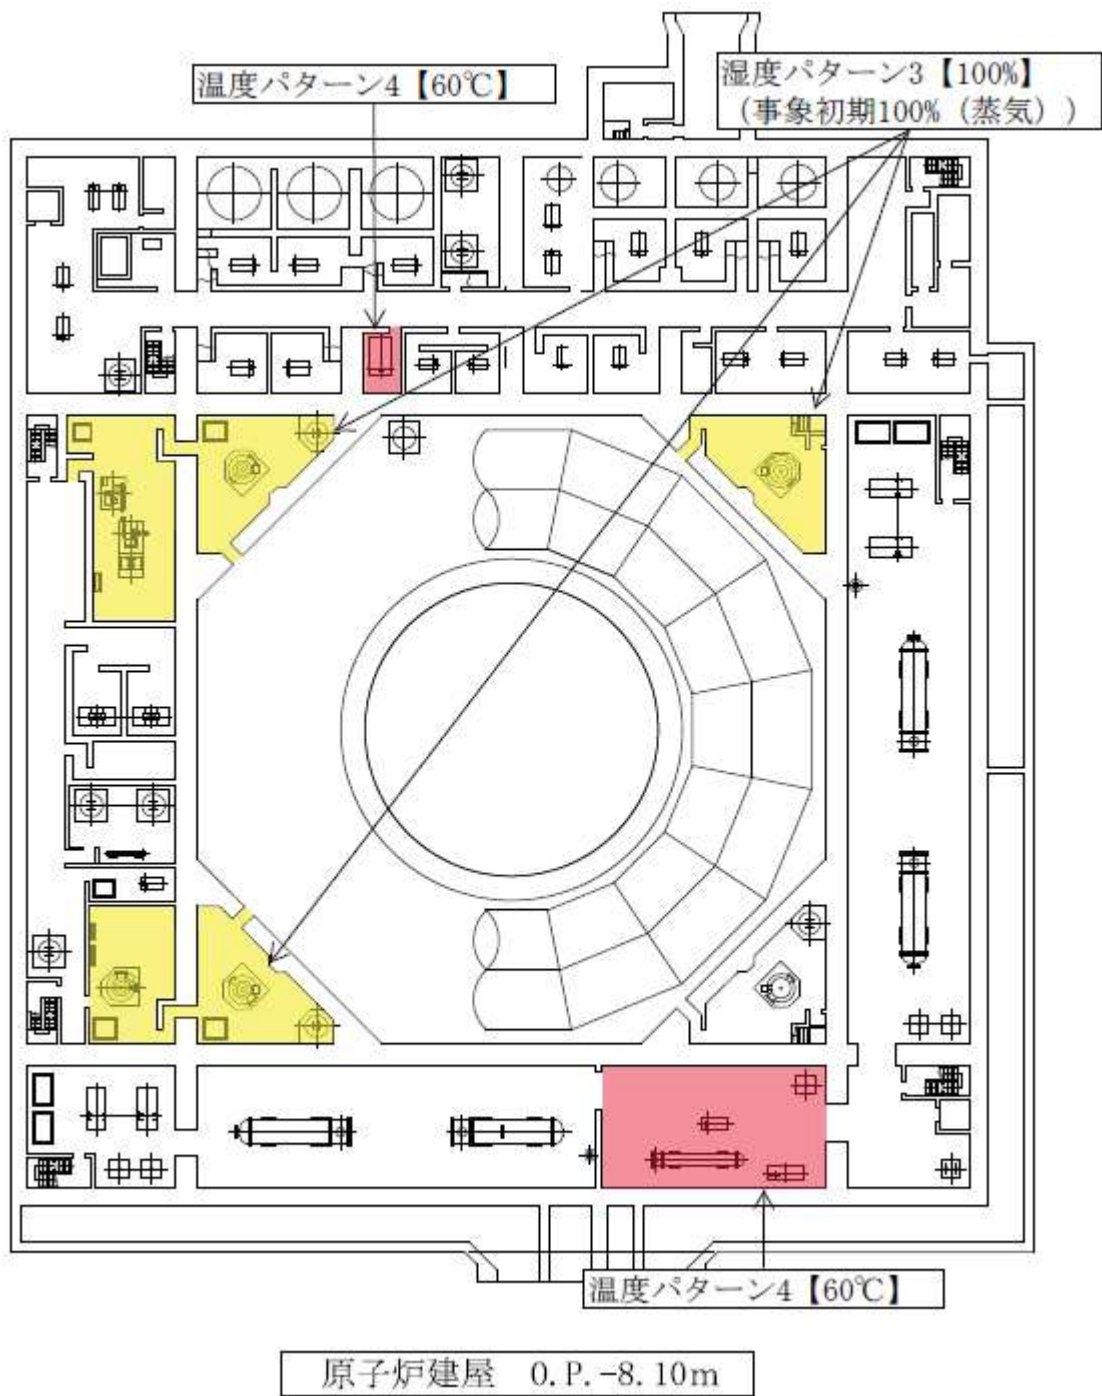 温度パターン4【60℃】
湿度パターン3【100%】
（事象初期100%（蒸気））
温度パターン4【60℃】
原子炉建屋　O.P.-8.10m